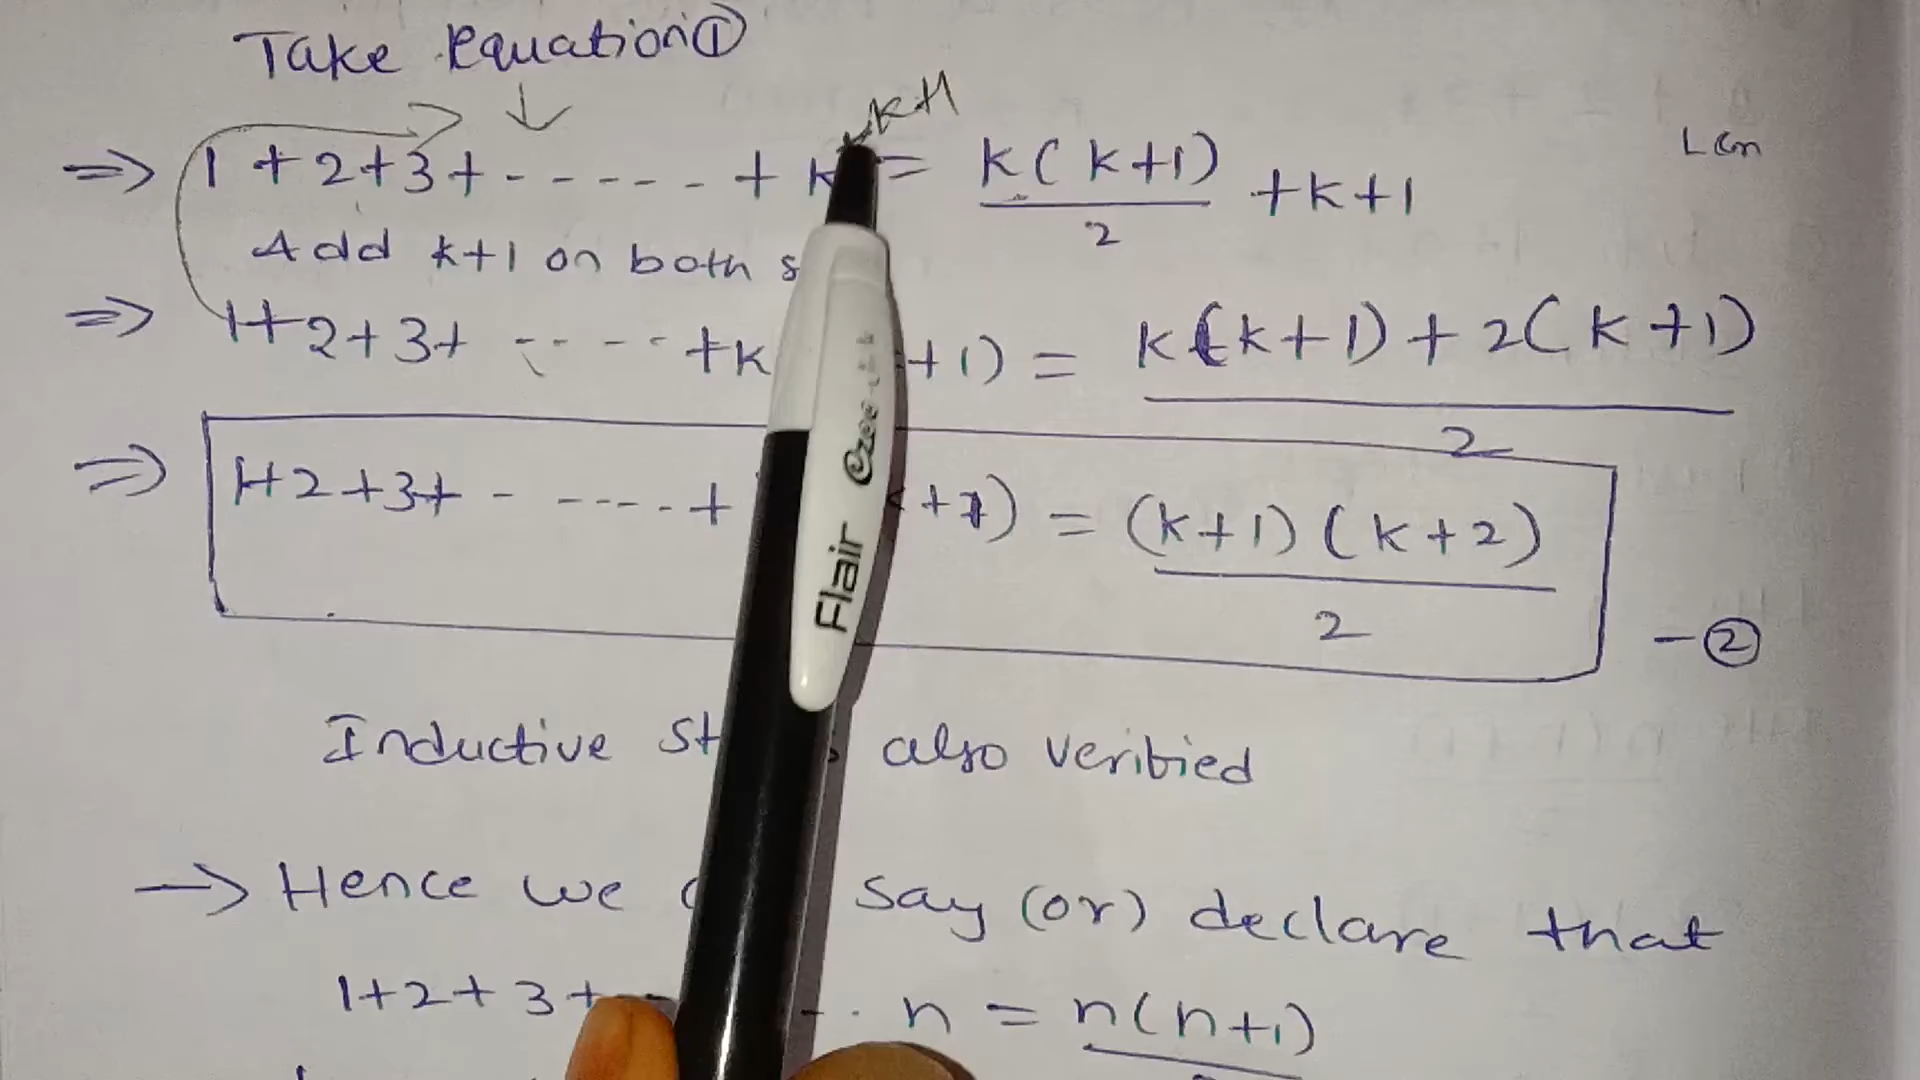 Take Equation ①
k+1
⇒ 1 + 2 + 3 + - - - - - - + k = k(k+1)/2 + k+1
Lcm
Add k+1 on both
⇒ 1+2+3+ - - - - - +k +1) = k(k+1) + 2(k+1)/2
⇒ 1+2+3+ - - - - - + +1) = (k+1)(k+2)/2
- ②
Inductive also veribied
→ Hence we say (or) declare that
1+2+3+ - - . n = n(n+1)
Flair